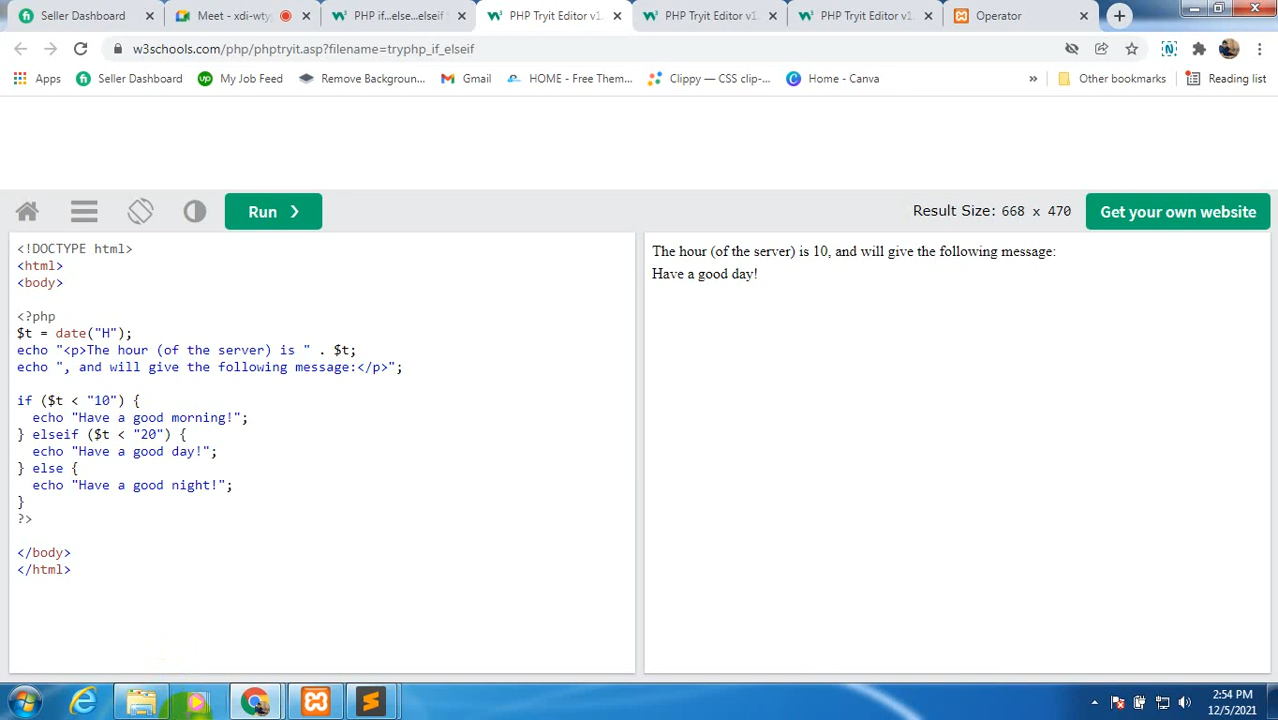 Seller Dashboard
Meet - xdi-wty
PHP if...else...elseif
PHP Tryit Editor v1.
PHP Tryit Editor v1.
PHP Tryit Editor v1.
Operator
w3schools.com/php/phptryit.asp?filename=tryphp_if_elseif
Apps
Seller Dashboard
My Job Feed
Remove Backgroun...
Gmail
HOME - Free Them...
Clippy — CSS clip-...
Home - Canva
»
Other bookmarks
Reading list
Run ❯
Result Size: 668 x 470
Get your own website
<!DOCTYPE html>
<html>
<body>
<?php
$t = date("H");
echo "<p>The hour (of the server) is " . $t;
echo ", and will give the following message:</p>";
if ($t < "10") {
echo "Have a good morning!";
} elseif ($t < "20") {
echo "Have a good day!";
} else {
echo "Have a good night!";
}
?>
</body>
</html>
The hour (of the server) is 10, and will give the following message:
Have a good day!
2:54 PM
12/5/2021